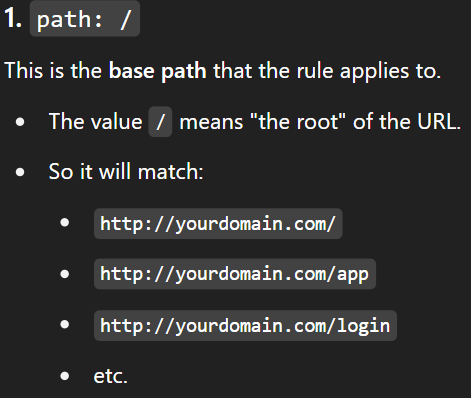 1. path: /
This is the base path that the rule applies to.
• The value / means "the root" of the URL.
• So it will match:
• http://yourdomain.com/
• http://yourdomain.com/app
• http://yourdomain.com/login
• etc.